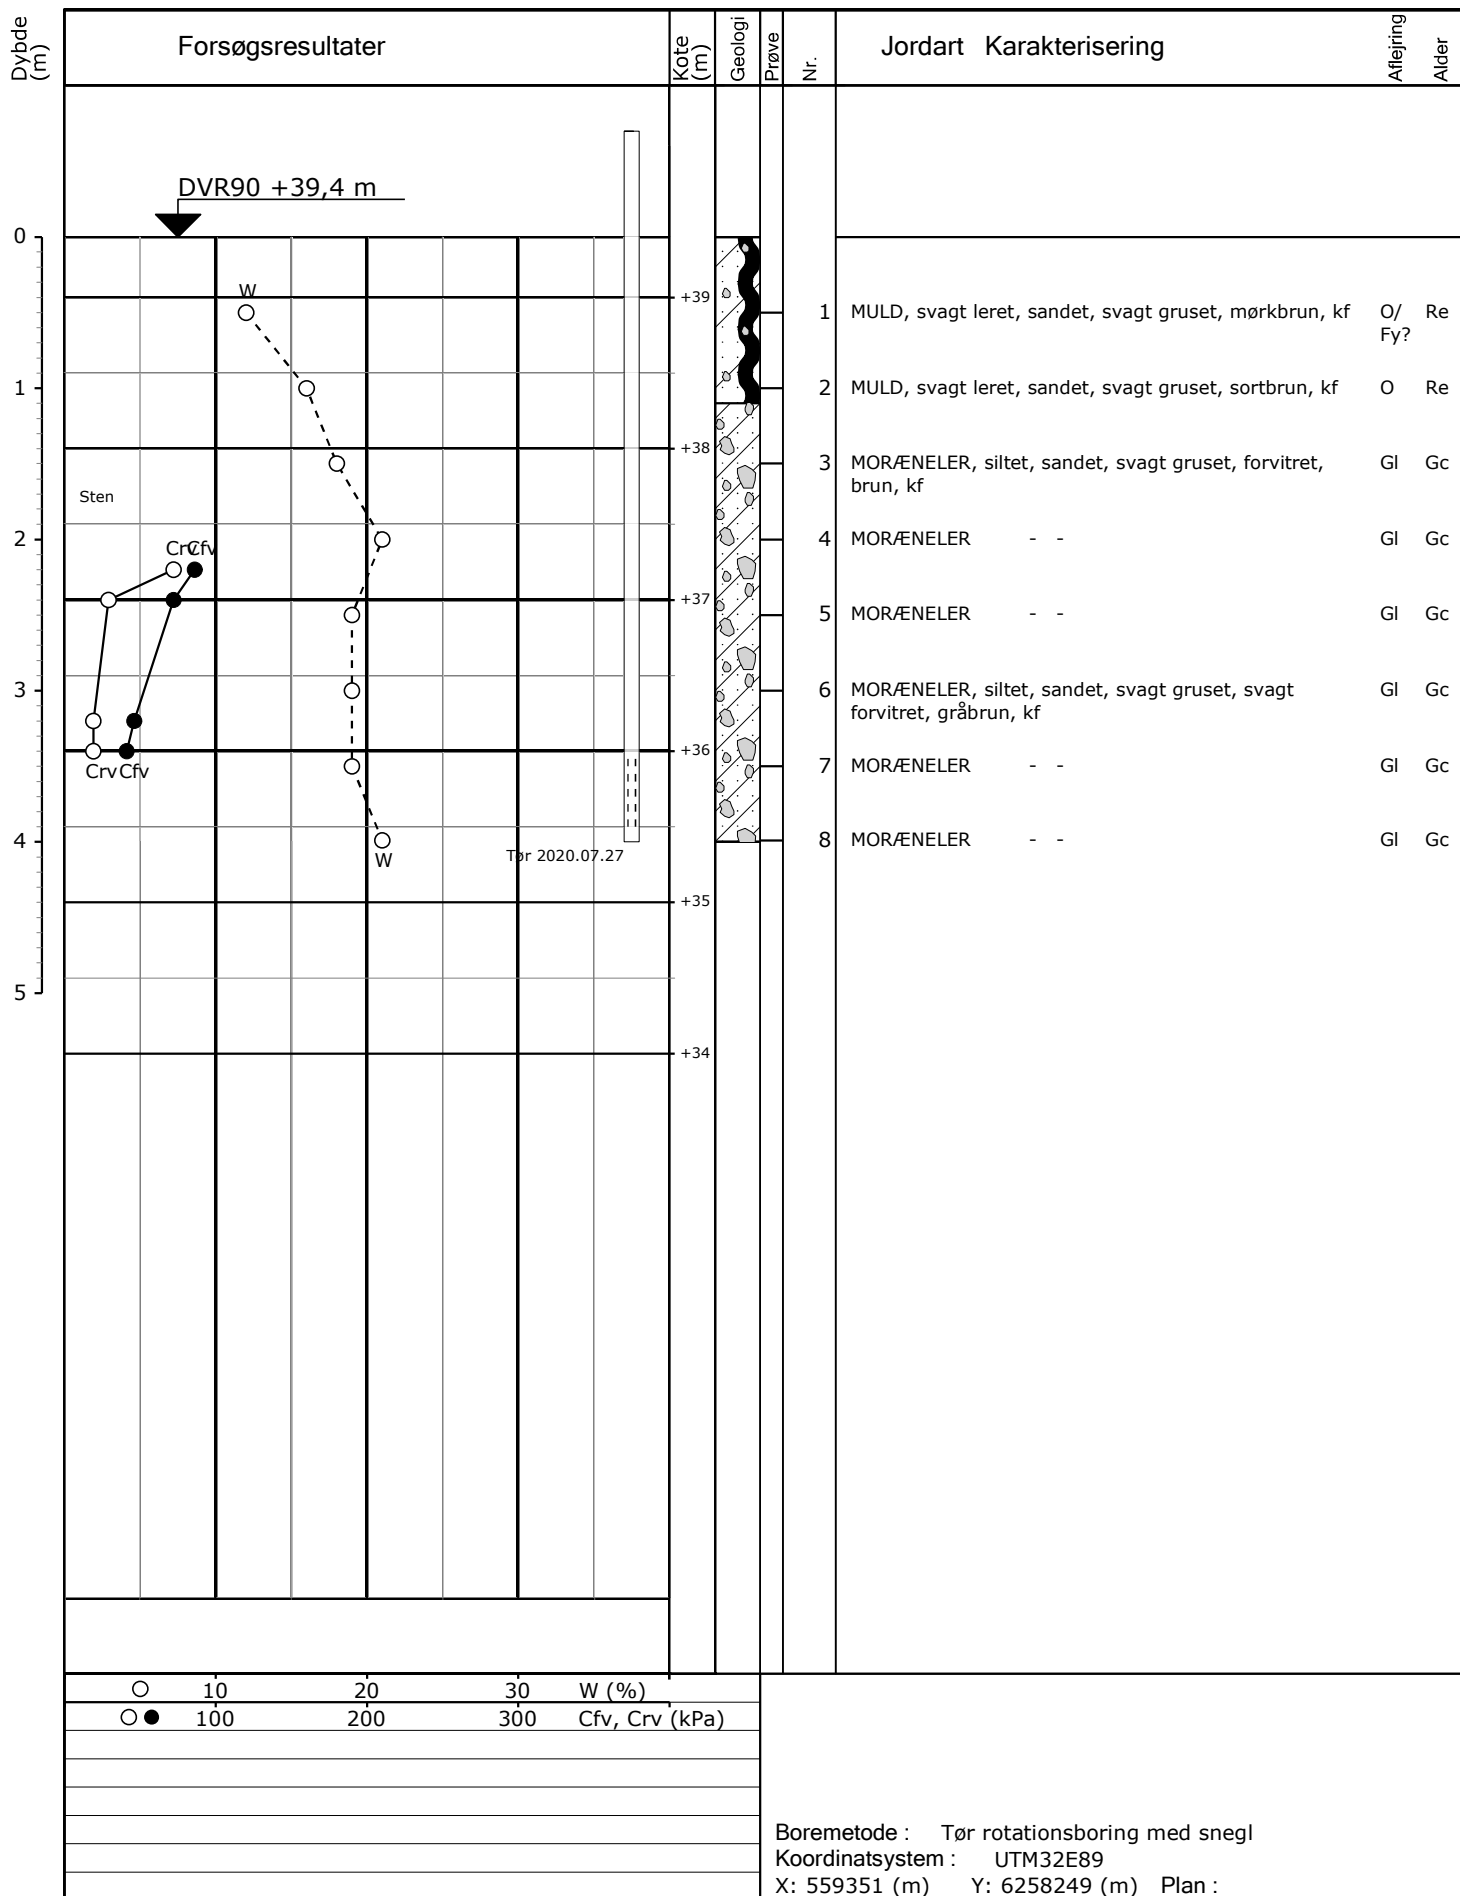 Dybde
(m)
Forsøgsresultater
Kote
(m)
Geologi
Prøve
Nr.
Jordart Karakterisering
Aflejring
Alder
DVR90 +39,4 m
0
W
+39
1 MULD, svagt leret, sandet, svagt gruset, mørkbrun, kf O/ Re
Fy?
1
2 MULD, svagt leret, sandet, svagt gruset, sortbrun, kf O Re
+38
3 MORÆNELER, siltet, sandet, svagt gruset, forvitret, Gl Gc
brun, kf
Sten
2
4 MORÆNELER - - Gl Gc
Crv Cfv
+37
5 MORÆNELER - - Gl Gc
3
6 MORÆNELER, siltet, sandet, svagt gruset, svagt Gl Gc
forvitret, gråbrun, kf
+36
Crv Cfv
7 MORÆNELER - - Gl Gc
4
8 MORÆNELER - - Gl Gc
W
Tør 2020.07.27
+35
5
+34
10 20 30 W (%)
100 200 300 Cfv, Crv (kPa)
Boremetode : Tør rotationsboring med snegl
Koordinatsystem : UTM32E89
X: 559351 (m) Y: 6258249 (m) Plan :